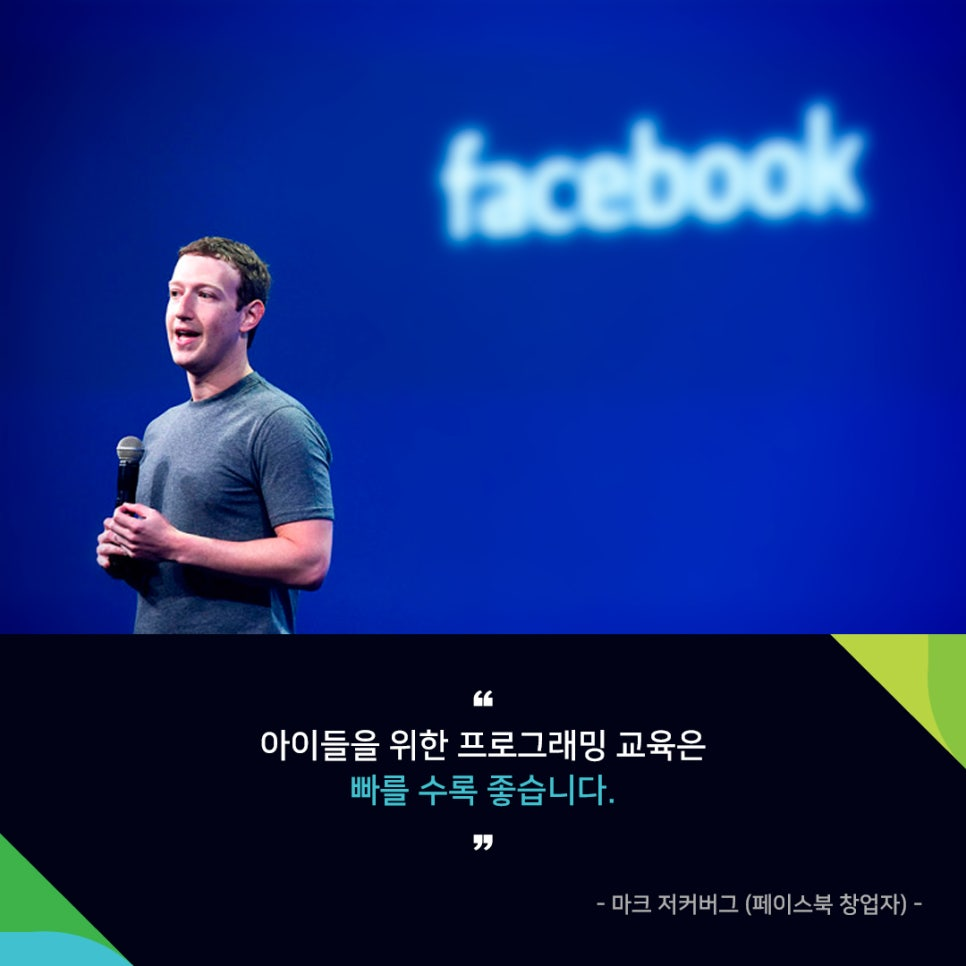 facebook
❝
아이들을 위한 프로그래밍 교육은
빠를 수록 좋습니다.
❞
- 마크 저커버그 (페이스북 창업자) -